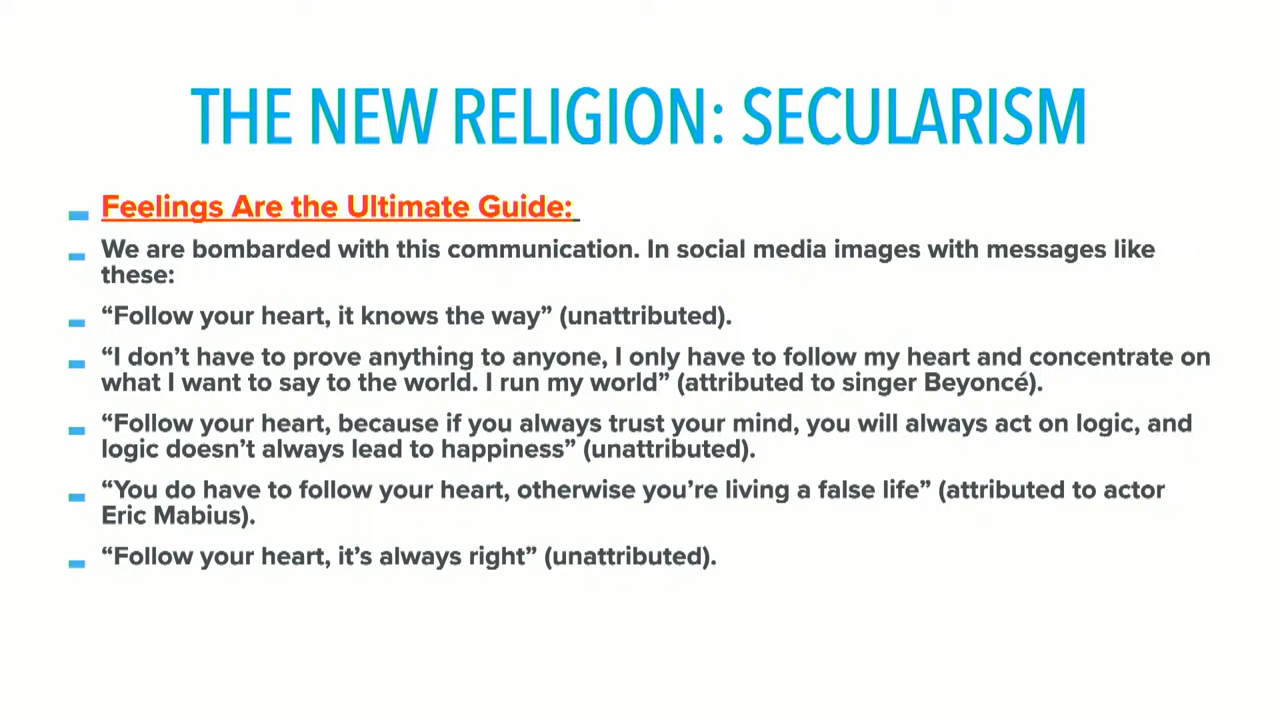 THE NEW RELIGION: SECULARISM
Feelings Are the Ultimate Guide:
We are bombarded with this communication. In social media images with messages like
these:
“Follow your heart, it knows the way” (unattributed).
“I don’t have to prove anything to anyone, I only have to follow my heart and concentrate on
what I want to say to the world. I run my world” (attributed to singer Beyoncé).
“Follow your heart, because if you always trust your mind, you will always act on logic, and
logic doesn’t always lead to happiness” (unattributed).
“You do have to follow your heart, otherwise you’re living a false life” (attributed to actor
Eric Mabius).
“Follow your heart, it’s always right” (unattributed).